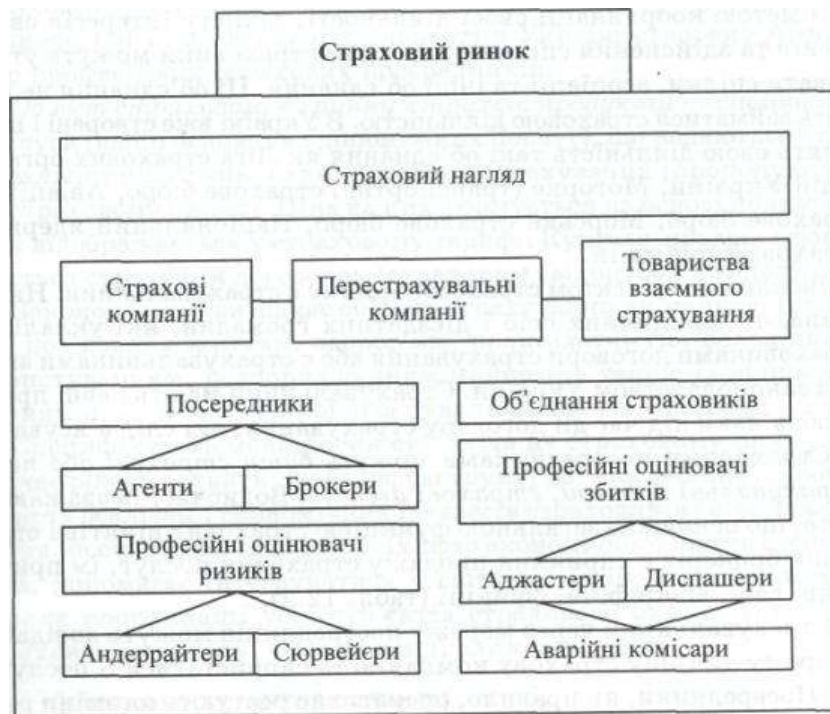 Страховий ринок
Страховий нагляд
Страхові
компанії
Перестрахувальні
компанії
Товариства
взаємного
страхування
Посередники
Агенти
Брокери
Професійні оцінювачі
ризиків
Андеррайтери
Сюрвейєри
Об'єднання страховиків
Професійні оцінювачі
збитків
Аджастери
Диспашери
Аварійні комісари